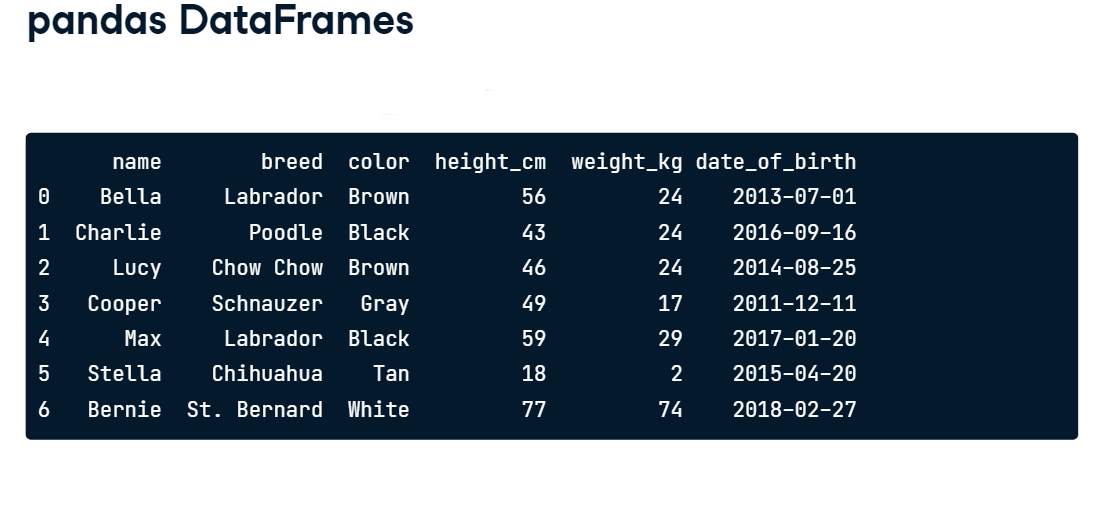 pandas DataFrames
name breed color height_cm weight_kg date_of_birth
0 Bella Labrador Brown 56 24 2013-07-01
1 Charlie Poodle Black 43 24 2016-09-16
2 Lucy Chow Chow Brown 46 24 2014-08-25
3 Cooper Schnauzer Gray 49 17 2011-12-11
4 Max Labrador Black 59 29 2017-01-20
5 Stella Chihuahua Tan 18 2 2015-04-20
6 Bernie St. Bernard White 77 74 2018-02-27